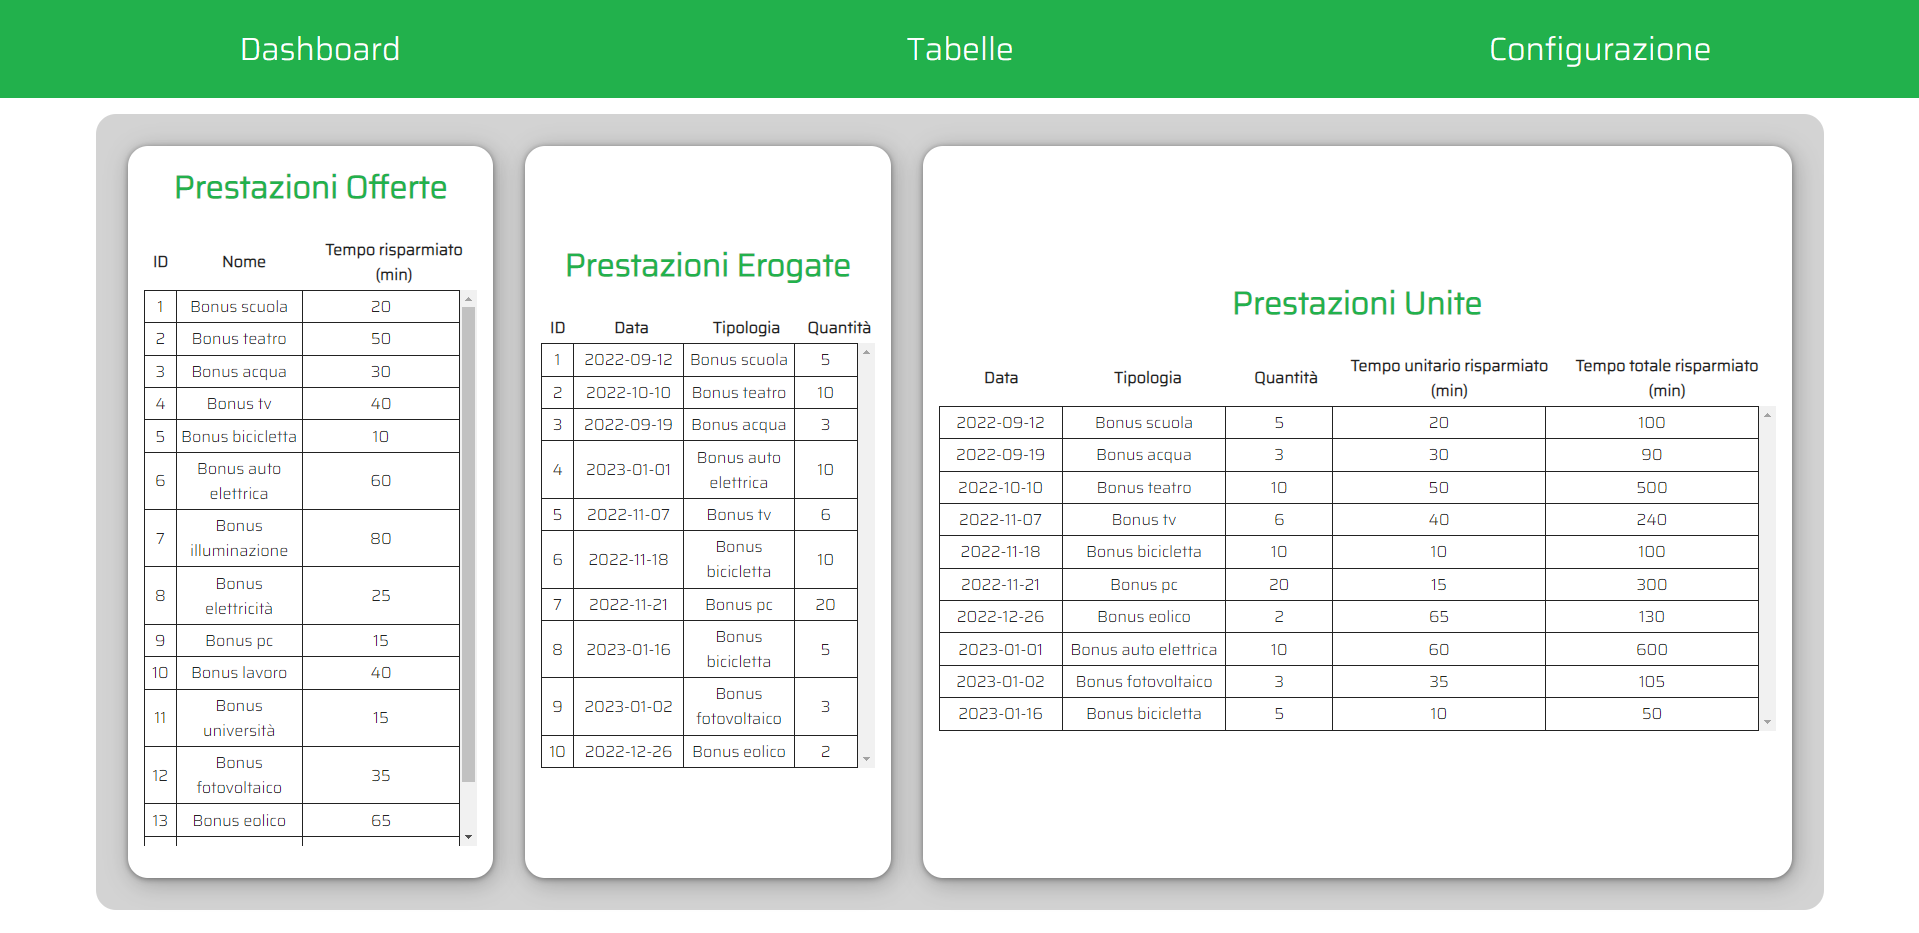 Dashboard Tabelle Configurazione
Prestazioni Offerte
ID Nome Tempo risparmiato
(min)
1 Bonus scuola 20
2 Bonus teatro 50
3 Bonus acqua 30
4 Bonus tv 40
5 Bonus bicicletta 10
6 Bonus auto
elettrica 60
7 Bonus
illuminazione 80
8 Bonus
elettricità 25
9 Bonus pc 15
10 Bonus lavoro 40
11 Bonus
università 15
12 Bonus
fotovoltaico 35
13 Bonus eolico 65
Prestazioni Erogate
ID Data Tipologia Quantità
1 2022-09-12 Bonus scuola 5
2 2022-10-10 Bonus teatro 10
3 2022-09-19 Bonus acqua 3
4 2023-01-01 Bonus auto
elettrica 10
5 2022-11-07 Bonus tv 6
6 2022-11-18 Bonus
bicicletta 10
7 2022-11-21 Bonus pc 20
8 2023-01-16 Bonus
bicicletta 5
9 2023-01-02 Bonus
fotovoltaico 3
10 2022-12-26 Bonus eolico 2
Prestazioni Unite
Data Tipologia Quantità Tempo unitario risparmiato
(min) Tempo totale risparmiato
(min)
2022-09-12 Bonus scuola 5 20 100
2022-09-19 Bonus acqua 3 30 90
2022-10-10 Bonus teatro 10 50 500
2022-11-07 Bonus tv 6 40 240
2022-11-18 Bonus bicicletta 10 10 100
2022-11-21 Bonus pc 20 15 300
2022-12-26 Bonus eolico 2 65 130
2023-01-01 Bonus auto elettrica 10 60 600
2023-01-02 Bonus fotovoltaico 3 35 105
2023-01-16 Bonus bicicletta 5 10 50